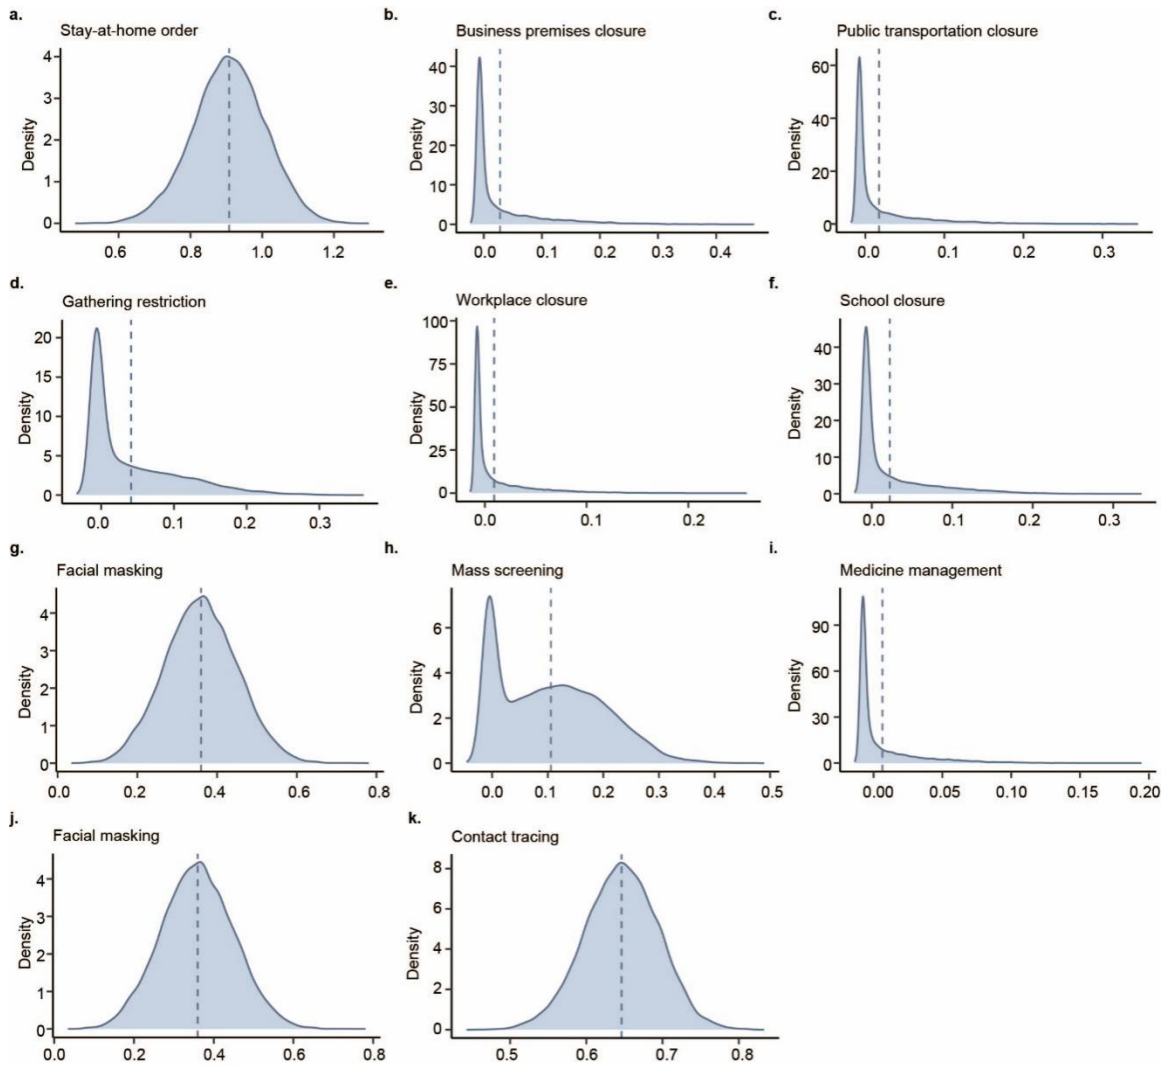 a.
Stay-at-home order
Density
4
3
2
1
0
0.6 0.8 1.0 1.2
b.
Business premises closure
Density
40
30
20
10
0
0.0 0.1 0.2 0.3 0.4
c.
Public transportation closure
Density
60
40
20
0
0.0 0.1 0.2 0.3
d.
Gathering restriction
Density
20
15
10
5
0
0.0 0.1 0.2 0.3
e.
Workplace closure
Density
100
75
50
25
0
0.0 0.1 0.2
f.
School closure
Density
40
30
20
10
0
0.0 0.1 0.2 0.3
g.
Facial masking
Density
4
3
2
1
0
0.0 0.2 0.4 0.6 0.8
h.
Mass screening
Density
6
4
2
0
0.0 0.1 0.2 0.3 0.4 0.5
i.
Medicine management
Density
90
60
30
0
0.00 0.05 0.10 0.15 0.20
j.
Facial masking
Density
4
3
2
1
0
0.0 0.2 0.4 0.6 0.8
k.
Contact tracing
Density
8
6
4
2
0
0.5 0.6 0.7 0.8